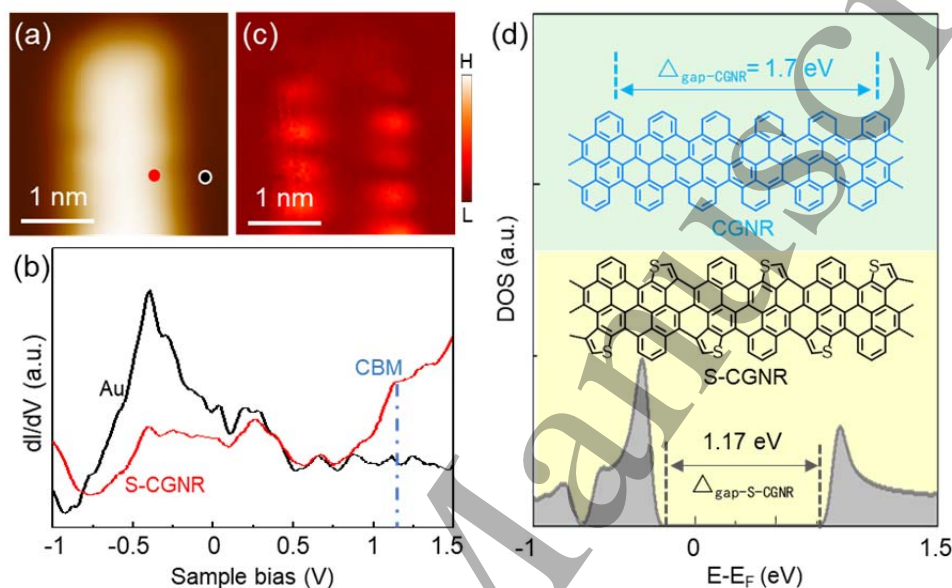 (a)
1 nm
(c)
1 nm
H
L
(b)
dI/dV (a.u.)
Au
S-CGNR
CBM
-1
-0.5
0
0.5
1
1.5
Sample bias (V)
(d)
DOS (a.u.)
△gap-CGNR= 1.7 eV
CGNR
S
S
S
S
S
S-CGNR
1.17 eV
△gap-S-CGNR
-1
0
1.5
E-EF (eV)
Manuscri